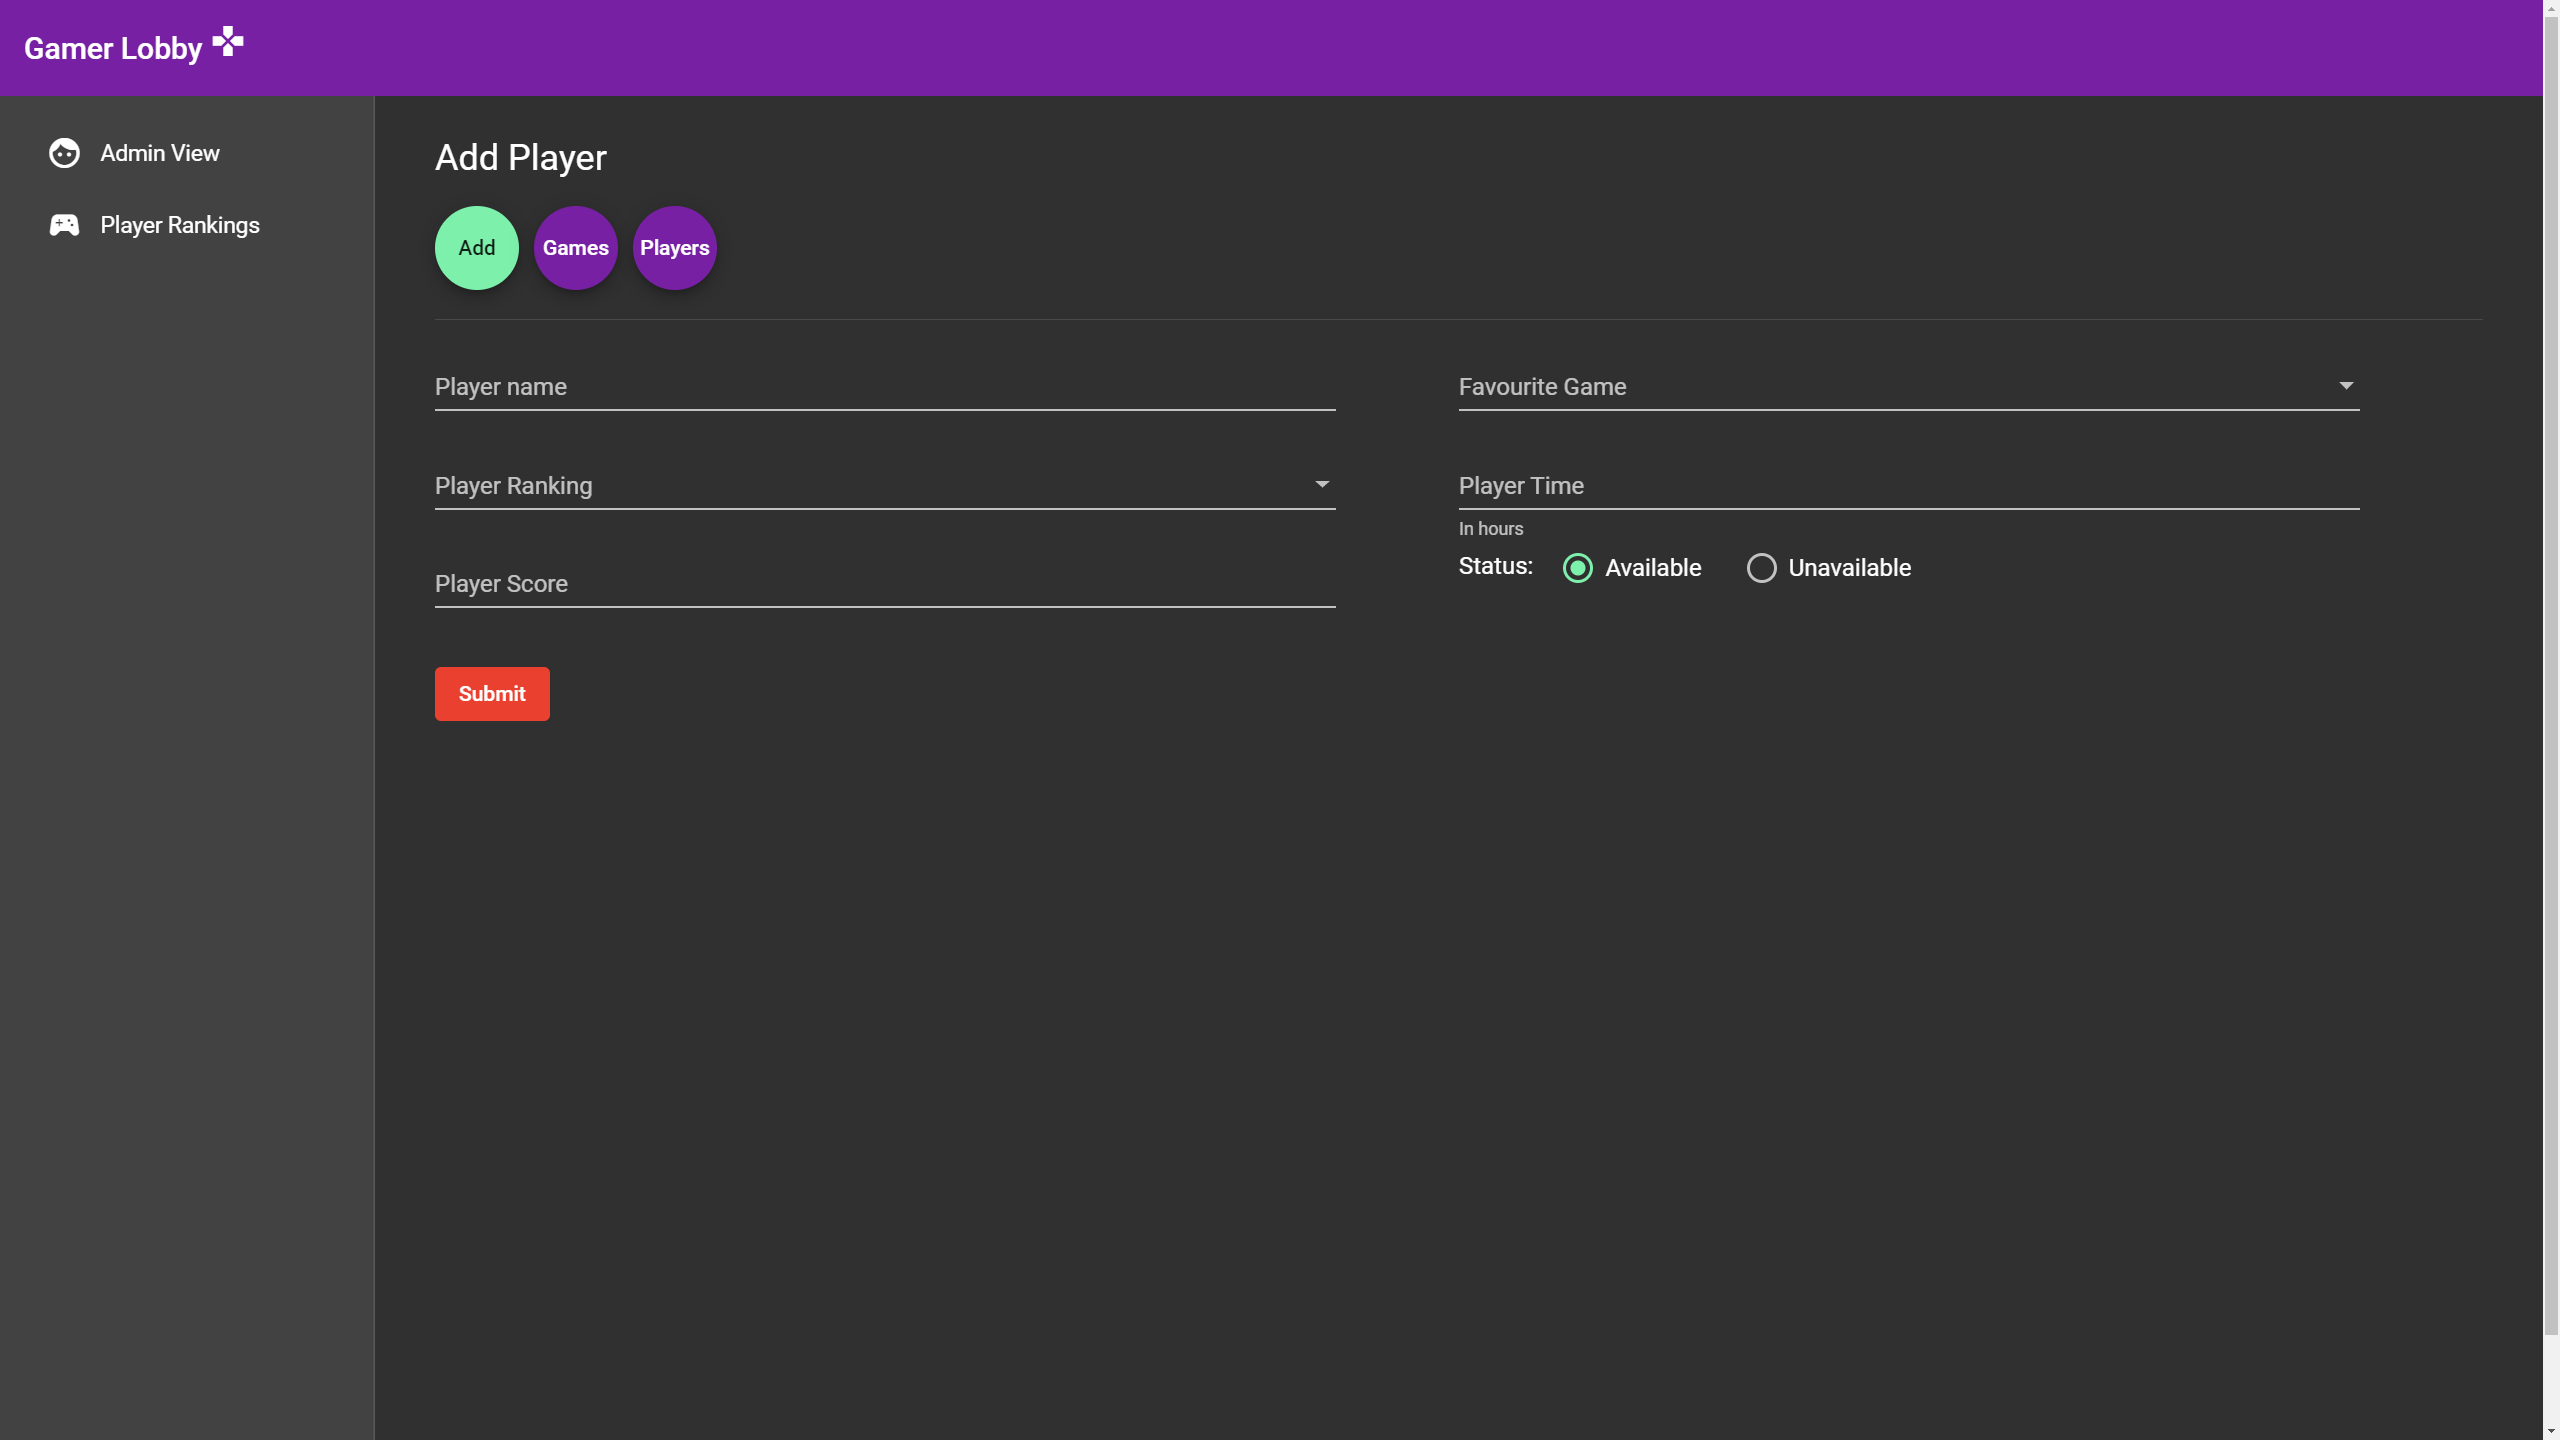 Gamer Lobby
Admin View
Player Rankings
Add Player
Add Games Players
Player name
Favourite Game
Player Ranking
Player Time
In hours
Status: Available Unavailable
Player Score
Submit